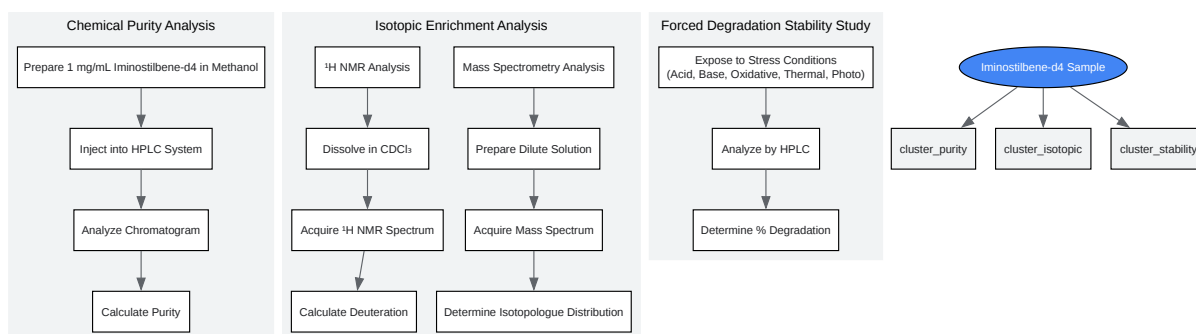 Chemical Purity Analysis
Prepare 1 mg/mL Iminostilbene-d4 in Methanol
Inject into HPLC System
Analyze Chromatogram
Calculate Purity
Isotopic Enrichment Analysis
¹H NMR Analysis
Dissolve in CDCl₃
Acquire ¹H NMR Spectrum
Calculate Deuteration
Mass Spectrometry Analysis
Prepare Dilute Solution
Acquire Mass Spectrum
Determine Isotopologue Distribution
Forced Degradation Stability Study
Expose to Stress Conditions
(Acid, Base, Oxidative, Thermal, Photo)
Analyze by HPLC
Determine % Degradation
Iminostilbene-d4 Sample
cluster_purity
cluster_isotopic
cluster_stability